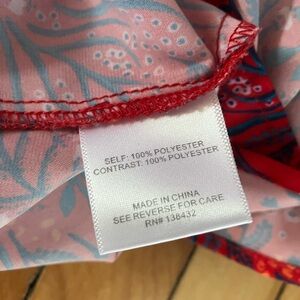 SELF: 100% POLYESTER
CONTRAST: 100% POLYESTER
MADE IN CHINA
SEE REVERSE FOR CARE
RN# 138432